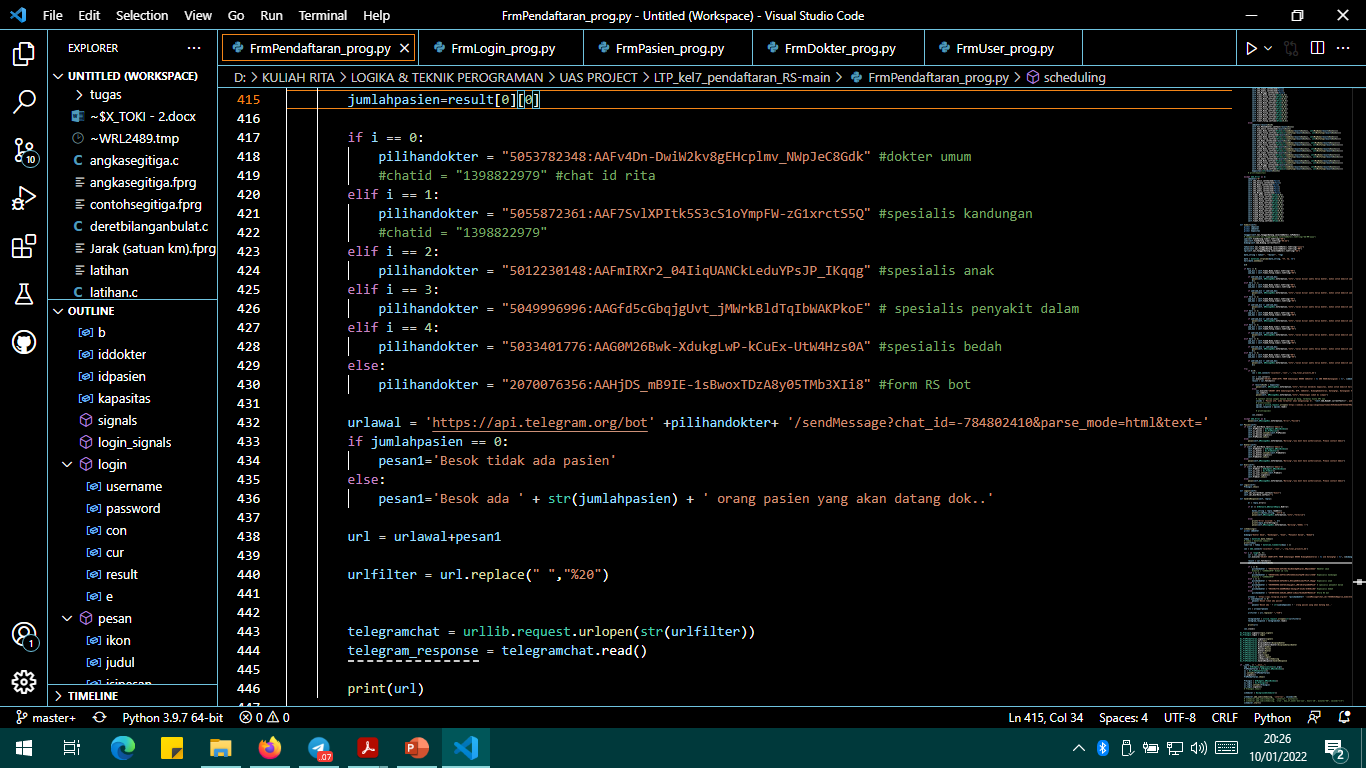 File Edit Selection View Go Run Terminal Help
FrmPendaftaran_prog.py - Untitled (Workspace) - Visual Studio Code
EXPLORER
UNTITLED (WORKSPACE)
tugas
~$X_TOKI - 2.docx
~WRL2489.tmp
angkasegitiga.c
angkasegitiga.fprg
contohsegitiga.fprg
deretbilanganbulat.c
Jarak (satuan km).fprg
latihan
latihan.c
OUTLINE
b
iddokter
idpasien
kapasitas
signals
login_signals
login
username
password
con
cur
result
e
pesan
ikon
judul
isipesan
TIMELINE
10
1
FrmPendaftaran_prog.py FrmLogin_prog.py FrmPasien_prog.py FrmDokter_prog.py FrmUser_prog.py
D: > KULIAH RITA > LOGIKA & TEKNIK PEROGRAMAN > UAS PROJECT > LTP_kel7_pendaftaran_RS-main > FrmPendaftaran_prog.py > scheduling
415 jumlahpasien=result[0][0]
416
417 if i == 0:
418 pilihandokter = "5053782348:AAFv4Dn-DwiW2kv8gEHcplmv_NWpJeC8Gdk" #dokter umum
419 #chatid = "1398822979" #chat id rita
420 elif i == 1:
421 pilihandokter = "5055872361:AAF7SvlXPItk5S3cS1oYmpFW-zG1xrctS5Q" #spesialis kandungan
422 #chatid = "1398822979"
423 elif i == 2:
424 pilihandokter = "5012230148:AAFmIRXr2_04IiqUANCkLeduYPsJP_IKqqg" #spesialis anak
425 elif i == 3:
426 pilihandokter = "5049996996:AAGfd5cGbqjgUvt_jMWrkBldTqIbWAKPkoE" # spesialis penyakit dalam
427 elif i == 4:
428 pilihandokter = "5033401776:AAG0M26Bwk-XdukgLwP-kCuEx-UtW4Hzs0A" #spesialis bedah
429 else:
430 pilihandokter = "2070076356:AAHjDS_mB9IE-1sBwoxTDzA8y05TMb3XIi8" #form RS bot
431
432 urlawal = 'https://api.telegram.org/bot' +pilihandokter+ '/sendMessage?chat_id=-784802410&parse_mode=html&text='
433 if jumlahpasien == 0:
434 pesan1='Besok tidak ada pasien'
435 else:
436 pesan1='Besok ada ' + str(jumlahpasien) + ' orang pasien yang akan datang dok..'
437
438 url = urlawal+pesan1
439
440 urlfilter = url.replace(" ","%20")
441
442
443 telegramchat = urllib.request.urlopen(str(urlfilter))
444 telegram_response = telegramchat.read()
445
446 print(url)
master+ Python 3.9.7 64-bit 0 0 Ln 415, Col 34 Spaces: 4 UTF-8 CRLF Python
.07
20:26
10/01/2022
2